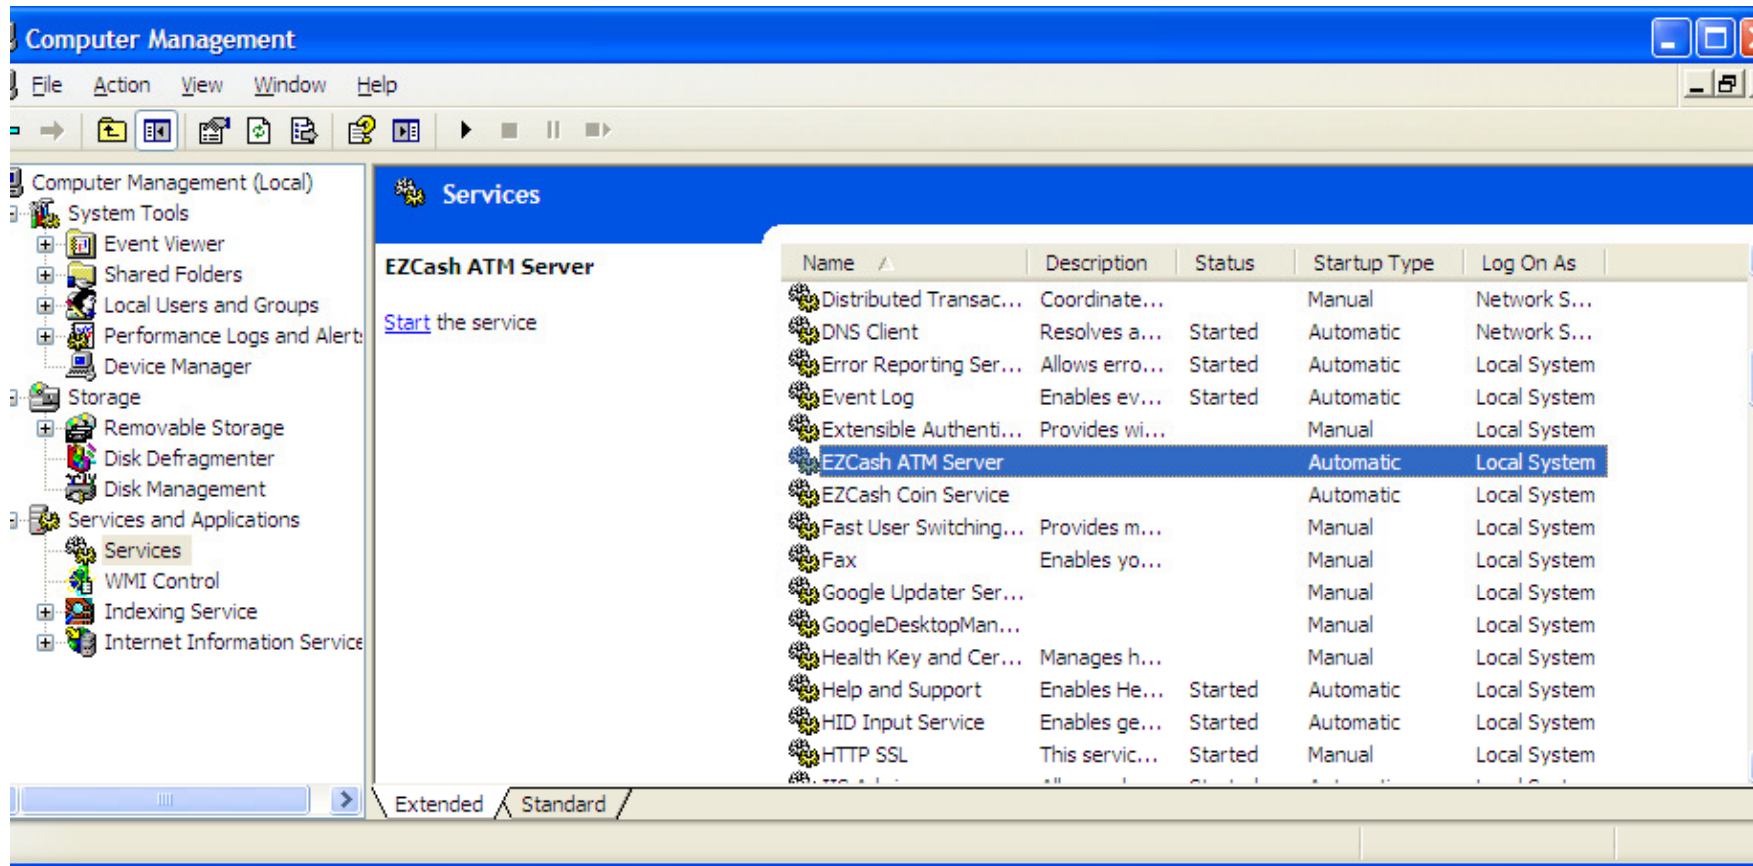 Computer Management
File Action View Window Help
Computer Management (Local)
System Tools
Event Viewer
Shared Folders
Local Users and Groups
Performance Logs and Alert
Device Manager
Storage
Removable Storage
Disk Defragmenter
Disk Management
Services and Applications
Services
WMI Control
Indexing Service
Internet Information Service
Services
EZCash ATM Server
Start the service
Name Description Status Startup Type Log On As
Distributed Transac... Coordinate... Manual Network S...
DNS Client Resolves a... Started Automatic Network S...
Error Reporting Ser... Allows erro... Started Automatic Local System
Event Log Enables ev... Started Automatic Local System
Extensible Authenti... Provides wi... Manual Local System
EZCash ATM Server Automatic Local System
EZCash Coin Service Automatic Local System
Fast User Switching... Provides m... Manual Local System
Fax Enables yo... Manual Local System
Google Updater Ser... Manual Local System
GoogleDesktopMan... Manual Local System
Health Key and Cer... Manages h... Manual Local System
Help and Support Enables He... Started Automatic Local System
HID Input Service Enables ge... Started Automatic Local System
HTTP SSL This servic... Started Manual Local System
Extended Standard